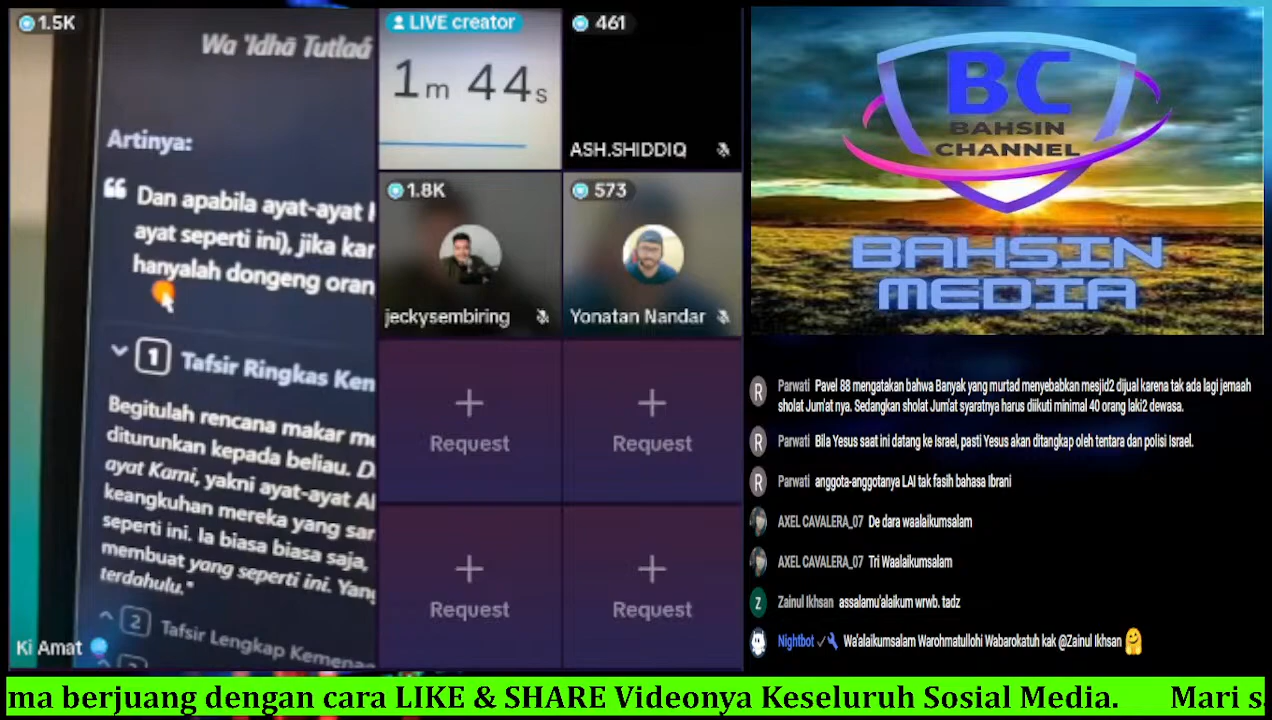 1.5K
Wa 'Idhā Tutlaá
Artinya:
Dan apabila ayat-ayat
ayat seperti ini), jika kar
hanyalah dongeng oran
1 Tafsir Ringkas Kem
Begitulah rencana makar me
diturunkan kepada beliau. D
ayat Kami, yakni ayat-ayat Al
keangkuhan mereka yang sar
seperti ini. Ia biasa biasa saja,
membuat yang seperti ini. Yang
terdahulu."
2 Tafsir Lengkap Kemenag
Ki Amat
LIVE creator
1m 44s
461
ASH.SHIDDIQ
1.8K
jeckysembiring
573
Yonatan Nandar
+
Request
+
Request
+
Request
+
Request
BC
BAHSIN
CHANNEL
BAHSIN
MEDIA
R Parwati Pavel 88 mengatakan bahwa Banyak yang murtad menyebabkan mesjid2 dijual karena tak ada lagi jemaah
sholat Jum'at nya. Sedangkan sholat Jum'at syaratnya harus diikuti minimal 40 orang laki2 dewasa.
R Parwati Bila Yesus saat ini datang ke Israel, pasti Yesus akan ditangkap oleh tentara dan polisi Israel.
R Parwati anggota-anggotanya LAI tak fasih bahasa Ibrani
AXEL CAVALERA_07 De dara waalaikumsalam
AXEL CAVALERA_07 Tri Waalaikumsalam
Z Zainul Ikhsan assalamu'alaikum wrwb. tadz
Nightbot Wa'alaikumsalam Warohmatullohi Wabarokatuh kak @Zainul Ikhsan 🤗
ma berjuang dengan cara LIKE & SHARE Videonya Keseluruh Sosial Media. Mari s